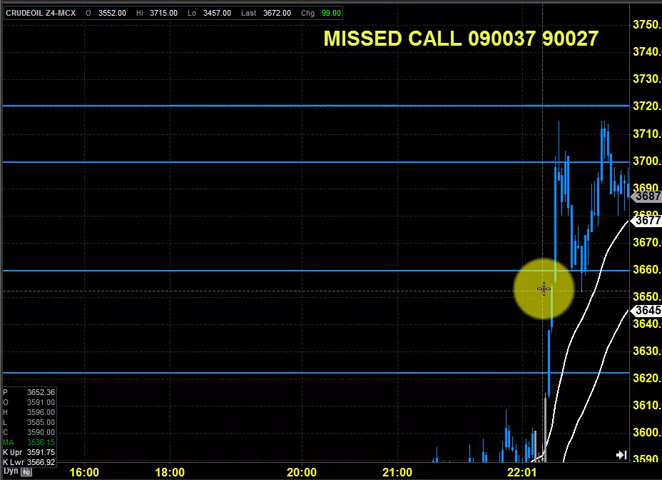 CRUDEOIL Z4-MCX O 3552.00 Hi 3715.00 Lo 3457.00 Last 3672.00 Chg 99.00
MISSED CALL 090037 90027
3750.
3740.
3730.
3720.
3710.
3700.
3690.
3687
3677
3670.
3660.
3650.
3645
3640.
3630.
3620.
3610.
3600.
3590
P 3652.36
O 3591.00
H 3596.00
L 3585.00
C 3590.00
MA 3536.15
K Upr 3591.75
K Lwr 3566.92
Dyn
16:00 18:00 20:00 21:00 22:01